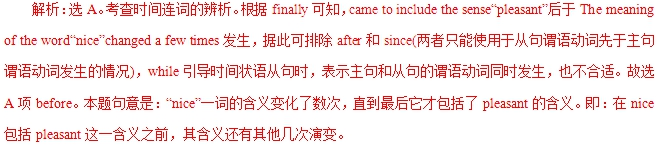 解析：选 A。考查时间连词的辨析。根据 finally 可知，came to include the sense“pleasant”后于 The meaning
of the word“nice”changed a few times 发生，据此可排除 after 和 since(两者只能使用于从句谓语动词先于主句
谓语动词发生的情况)，while 引导时间状语从句时，表示主句和从句的谓语动词同时发生，也不合适。故选
A 项 before。本题句意是：“nice”一词的含义变化了数次，直到最后它才包括了 pleasant 的含义。即：在 nice
包括 pleasant 这一含义之前，其含义还有其他几次演变。